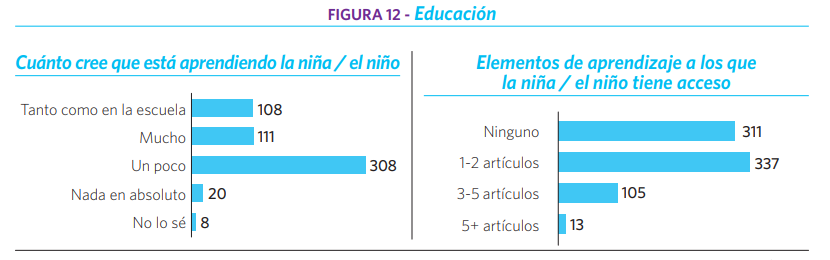 FIGURA 12 - Educación
Cuánto cree que está aprendiendo la niña / el niño
Tanto como en la escuela 108
Mucho 111
Un poco 308
Nada en absoluto 20
No lo sé 8
Elementos de aprendizaje a los que
la niña / el niño tiene acceso
Ninguno 311
1-2 artículos 337
3-5 artículos 105
5+ artículos 13